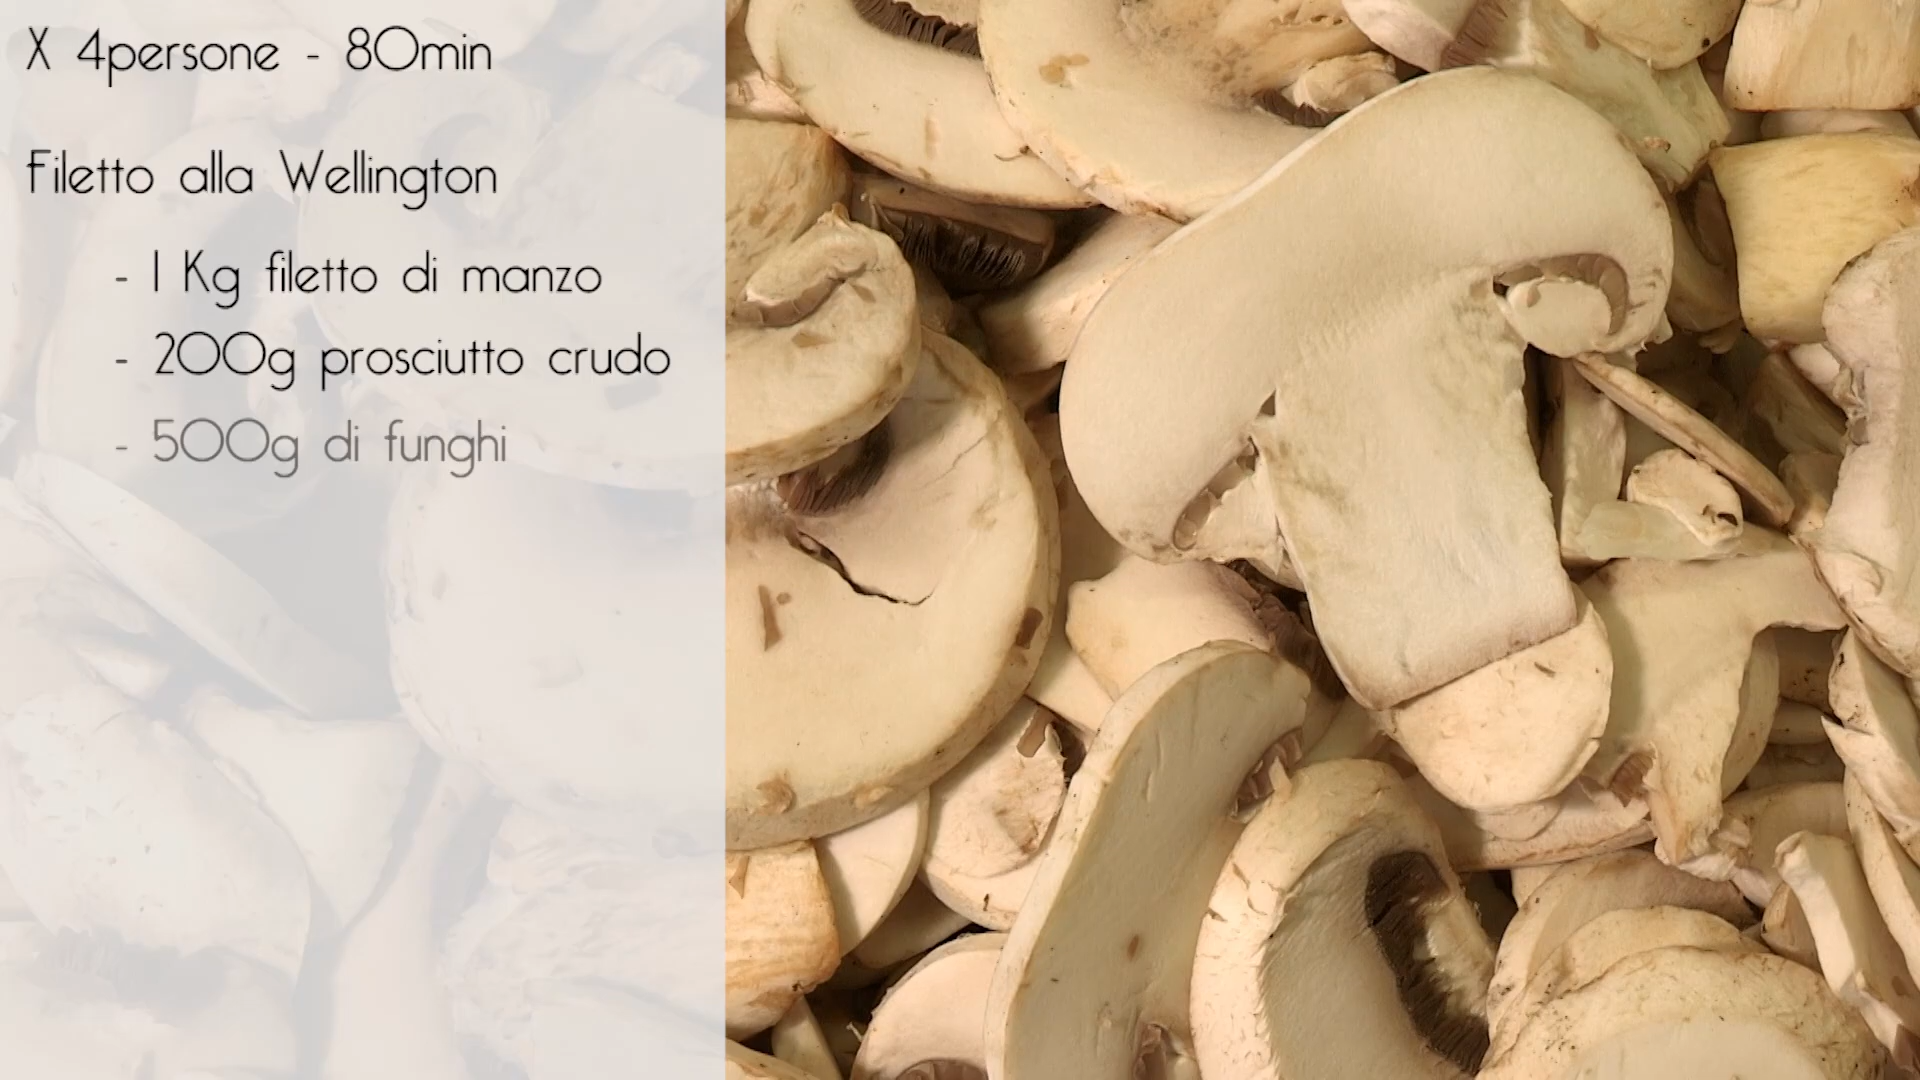 X 4persone - 80min
Filetto alla Wellington
- 1 Kg filetto di manzo
- 200g prosciutto crudo
- 500g di funghi